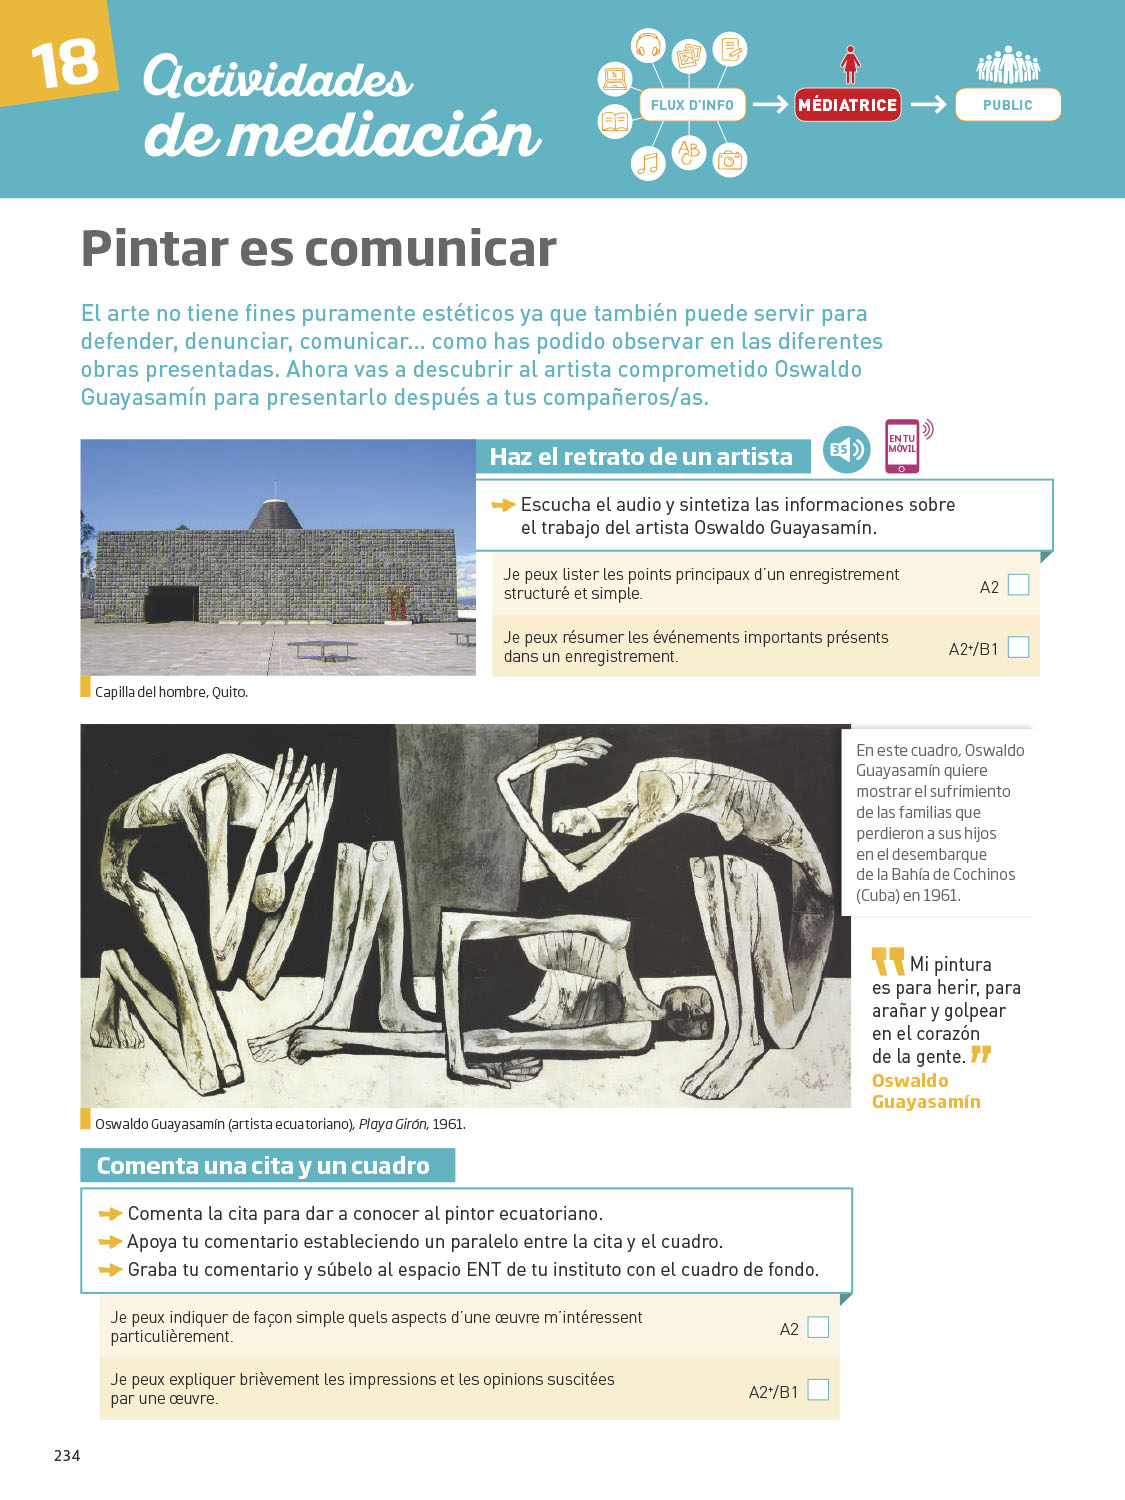 18
Actividades
de mediación
FLUX D'INFO
ABC
MÉDIATRICE
PUBLIC
Pintar es comunicar
El arte no tiene fines puramente estéticos ya que también puede servir para
defender, denunciar, comunicar... como has podido observar en las diferentes
obras presentadas. Ahora vas a descubrir al artista comprometido Oswaldo
Guayasamín para presentarlo después a tus compañeros/as.
Haz el retrato de un artista
35
EN TU
MÓVIL
Escucha el audio y sintetiza las informaciones sobre
el trabajo del artista Oswaldo Guayasamín.
Je peux lister les points principaux d'un enregistrement
structuré et simple.
A2
Je peux résumer les événements importants présents
dans un enregistrement.
A2+/B1
Capilla del hombre, Quito.
En este cuadro, Oswaldo
Guayasamín quiere
mostrar el sufrimiento
de las familias que
perdieron a sus hijos
en el desembarque
de la Bahía de Cochinos
(Cuba) en 1961.
" Mi pintura
es para herir, para
arañar y golpear
en el corazón
de la gente. "
Oswaldo
Guayasamín
Oswaldo Guayasamín (artista ecuatoriano), Playa Girón, 1961.
Comenta una cita y un cuadro
Comenta la cita para dar a conocer al pintor ecuatoriano.
Apoya tu comentario estableciendo un paralelo entre la cita y el cuadro.
Graba tu comentario y súbelo al espacio ENT de tu instituto con el cuadro de fondo.
Je peux indiquer de façon simple quels aspects d'une œuvre m'intéressent
particulièrement.
A2
Je peux expliquer brièvement les impressions et les opinions suscitées
par une œuvre.
A2+/B1
234